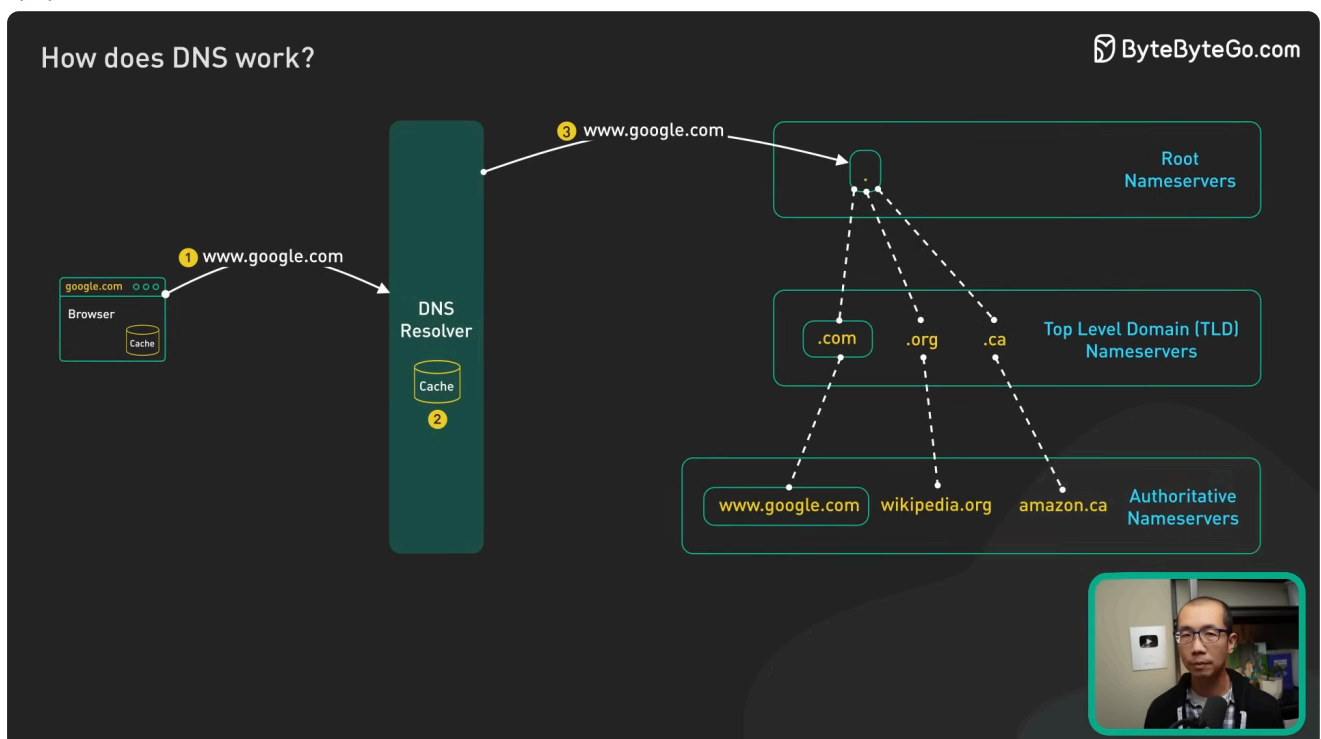 How does DNS work?
ByteByteGo.com
3 www.google.com
Root
Nameservers
.
1 www.google.com
google.com
Browser
Cache
DNS
Resolver
Cache
2
.com
.org
.ca
Top Level Domain (TLD)
Nameservers
www.google.com
wikipedia.org
amazon.ca
Authoritative
Nameservers